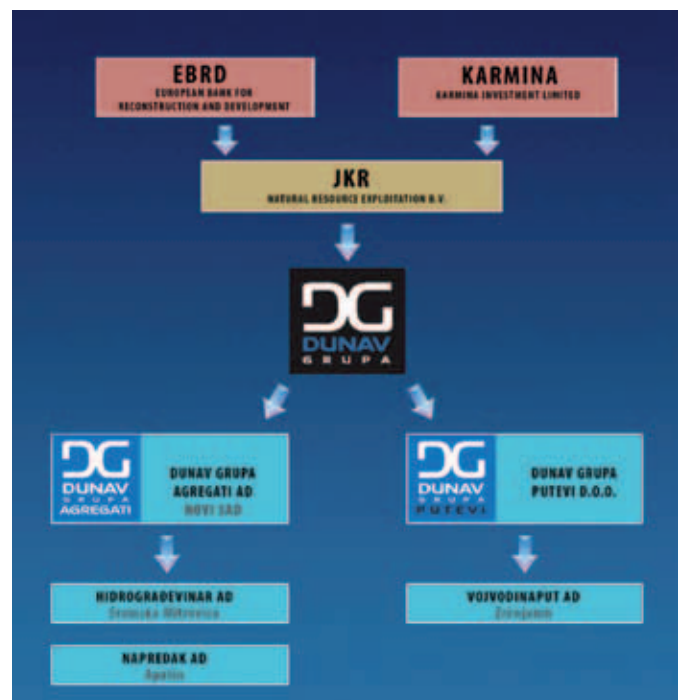 EBRD
EUROPEAN BANK FOR
RECONSTRUCTION AND DEVELOPMENT
KARMINA
KARMINA INVESTMENT LIMITED
JKR
NATURAL RESOURCE EXPLOITATION B.V.
DG
DUNAV
GRUPA
DG
DUNAV
GRUPA
AGREGATI
DUNAV GRUPA
AGREGATI AD
NOVI SAD
DG
DUNAV
GRUPA
PUTEVI
DUNAV GRUPA
PUTEVI D.O.O.
HIDROGRAĐEVINAR AD
Sremska Mitrovica
VOJVODINAPUT AD
Zrenjanin
NAPREDAK AD
Apatin